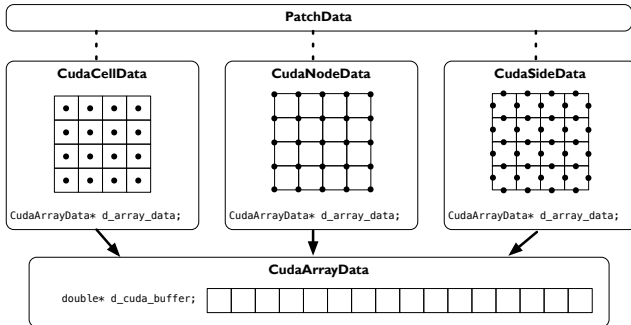 PatchData
CudaCellData
CudaNodeData
CudaSideData
CudaArrayData* d_array_data;
CudaArrayData* d_array_data;
CudaArrayData* d_array_data;
CudaArrayData
double* d_cuda_buffer;